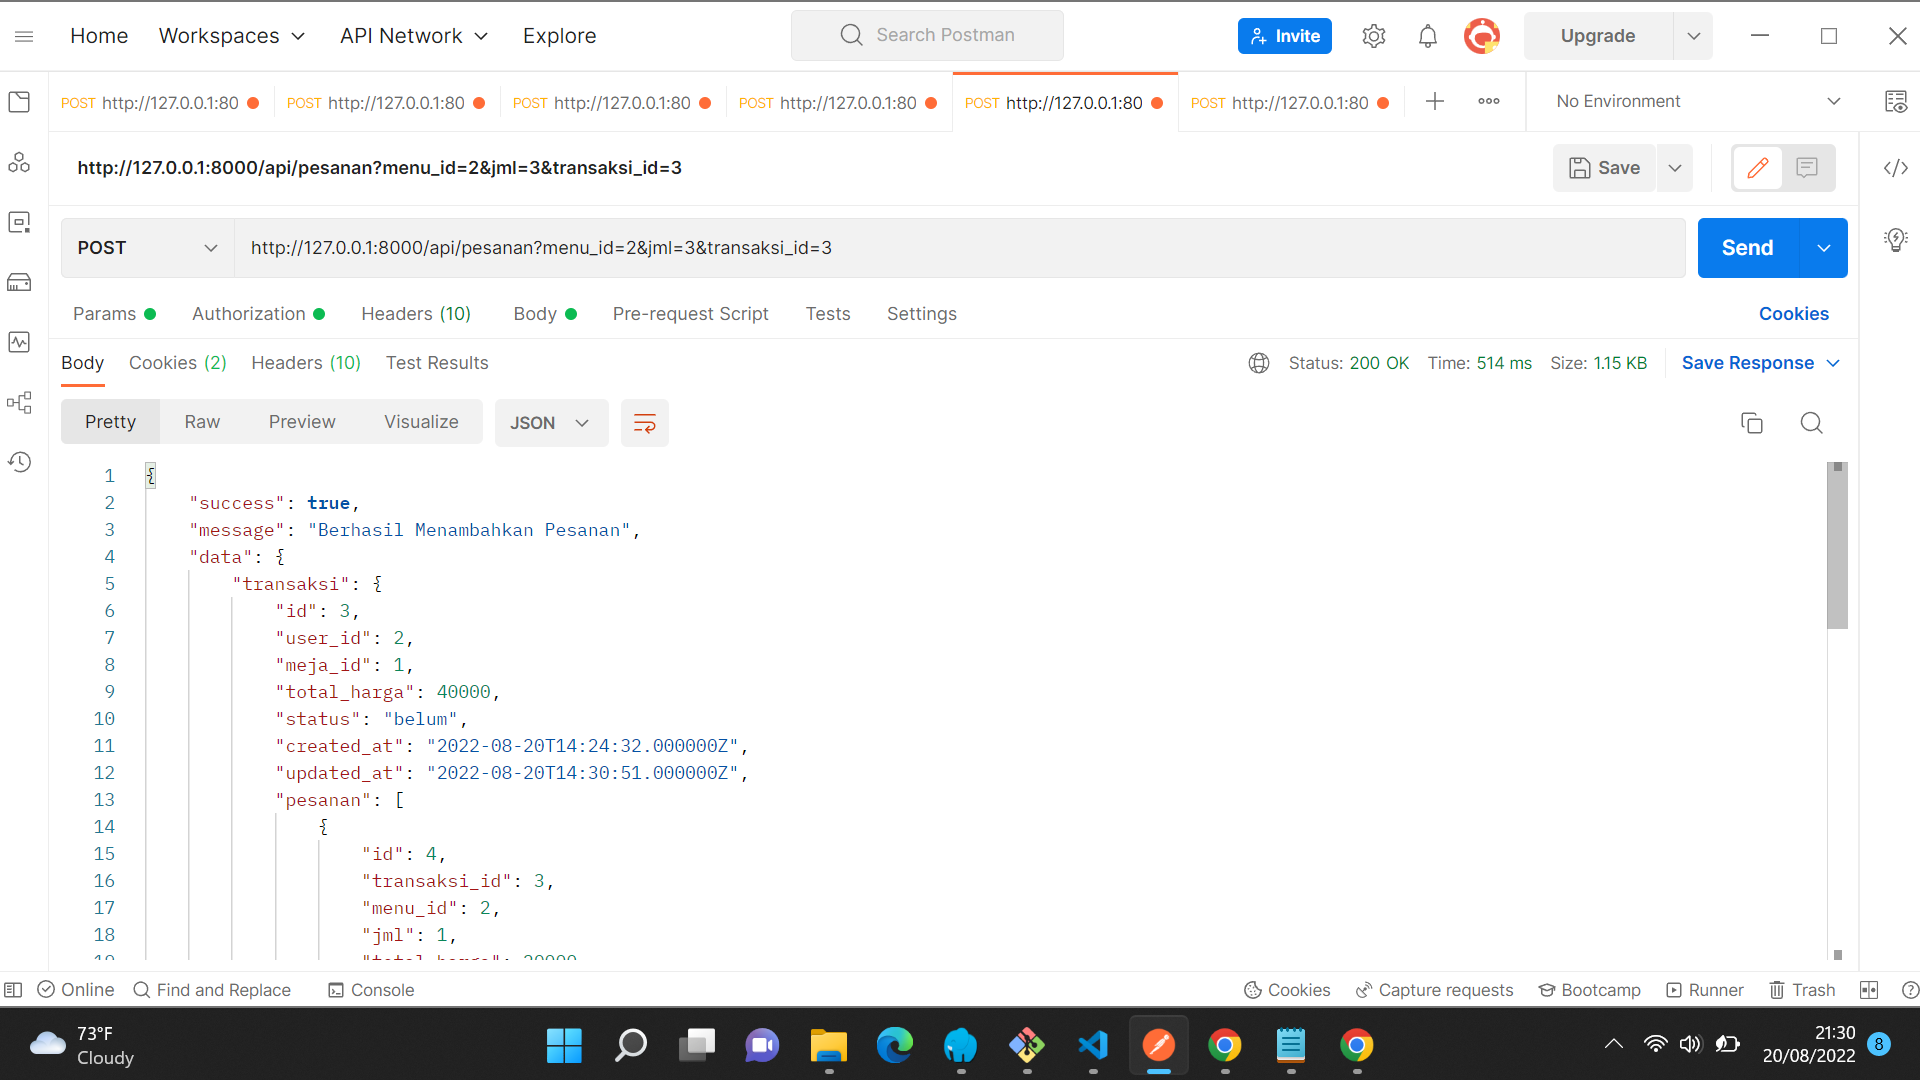 Home Workspaces API Network Explore Search Postman Invite Upgrade
POST http://127.0.0.1:80 POST http://127.0.0.1:80 POST http://127.0.0.1:80 POST http://127.0.0.1:80 POST http://127.0.0.1:80 POST http://127.0.0.1:80 No Environment
http://127.0.0.1:8000/api/pesanan?menu_id=2&jml=3&transaksi_id=3 Save
POST http://127.0.0.1:8000/api/pesanan?menu_id=2&jml=3&transaksi_id=3 Send
Params Authorization Headers (10) Body Pre-request Script Tests Settings Cookies
Body Cookies (2) Headers (10) Test Results Status: 200 OK Time: 514 ms Size: 1.15 KB Save Response
Pretty Raw Preview Visualize JSON
1 {
2 "success": true,
3 "message": "Berhasil Menambahkan Pesanan",
4 "data": {
5 "transaksi": {
6 "id": 3,
7 "user_id": 2,
8 "meja_id": 1,
9 "total_harga": 40000,
10 "status": "belum",
11 "created_at": "2022-08-20T14:24:32.000000Z",
12 "updated_at": "2022-08-20T14:30:51.000000Z",
13 "pesanan": [
14 {
15 "id": 4,
16 "transaksi_id": 3,
17 "menu_id": 2,
18 "jml": 1,
Online Find and Replace Console Cookies Capture requests Bootcamp Runner Trash
73°F
Cloudy
21:30
20/08/2022 8